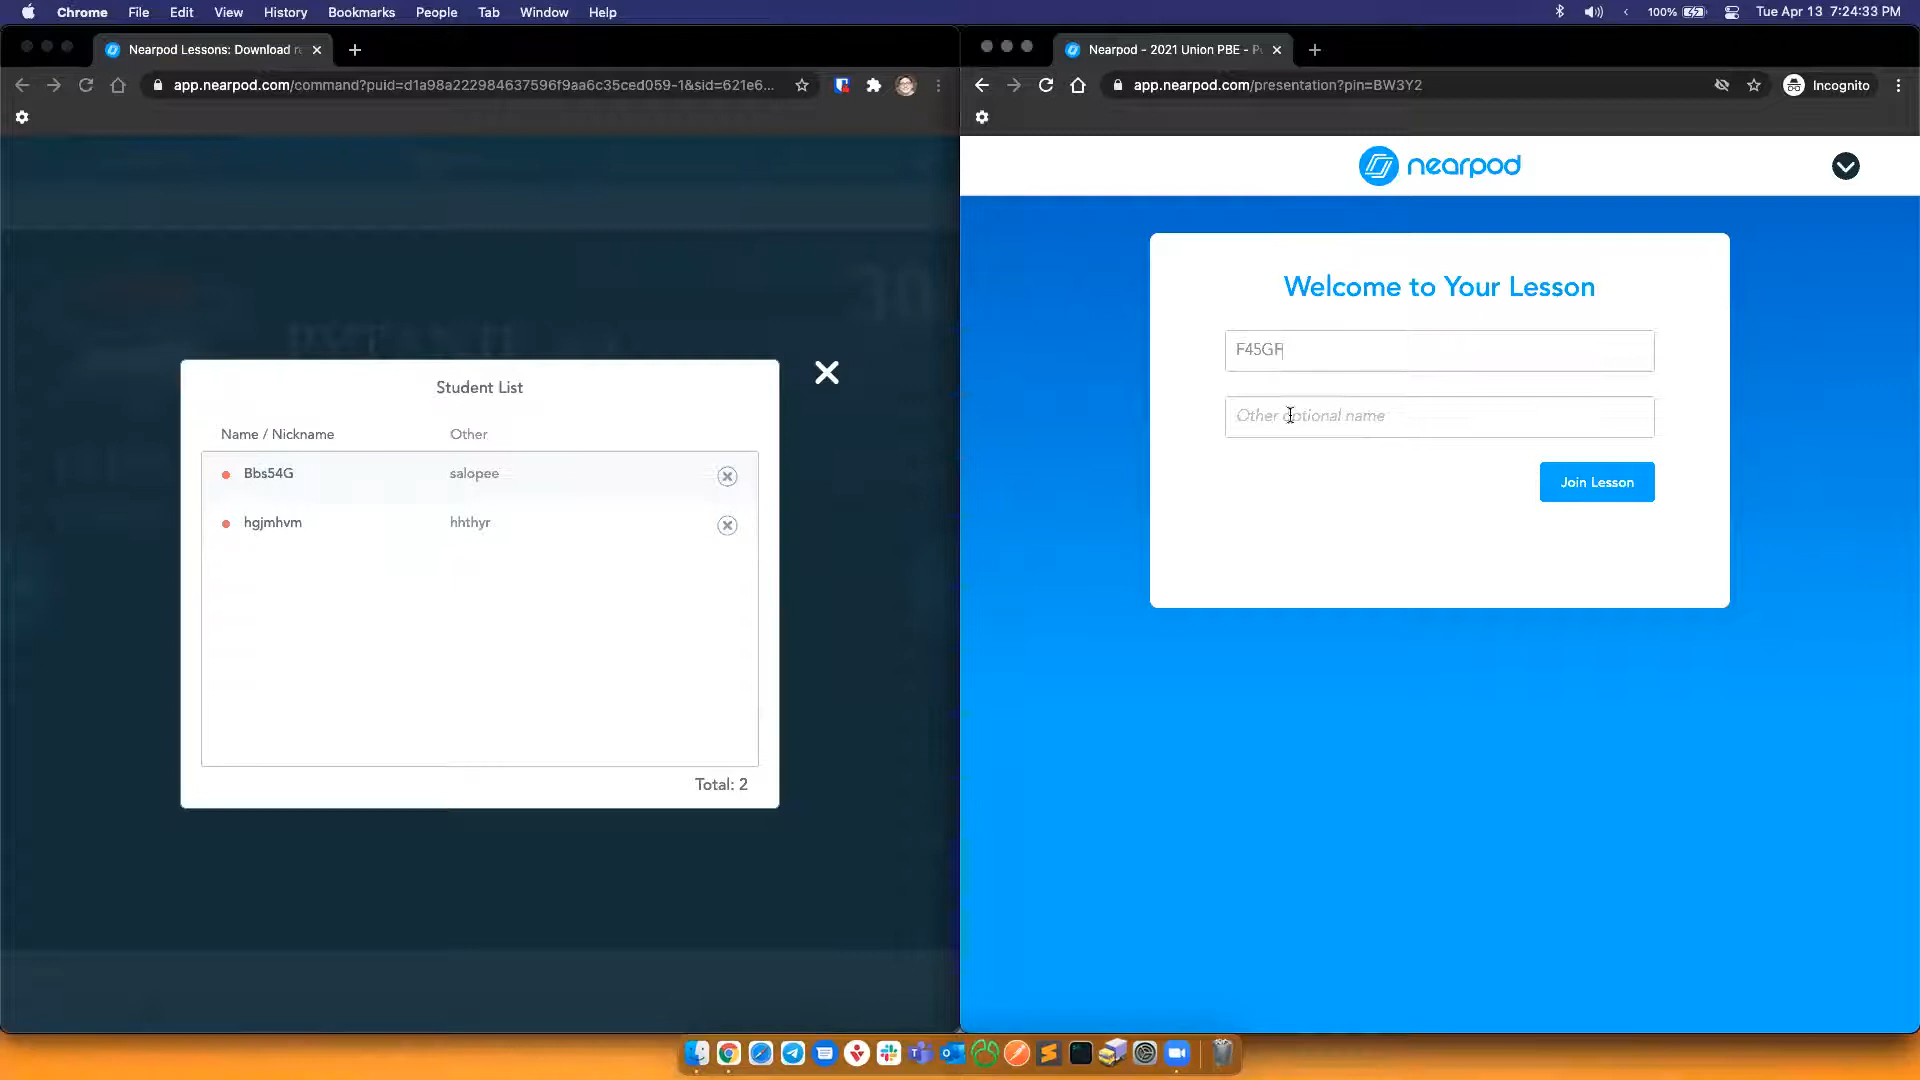 Chrome File Edit View History Bookmarks People Tab Window Help
100% Tue Apr 13 7:24:33 PM
Nearpod Lessons: Download
app.nearpod.com/command?puid=d1a98a222984637596f9aa6c35ced059-1&sid=621e6...
Student List
Name / Nickname Other
Bbs54G salopee
hgjmhvm hhthyr
Total: 2
Nearpod - 2021 Union PBE -
app.nearpod.com/presentation?pin=BW3Y2
Incognito
nearpod
Welcome to Your Lesson
F45GF
Other optional name
Join Lesson